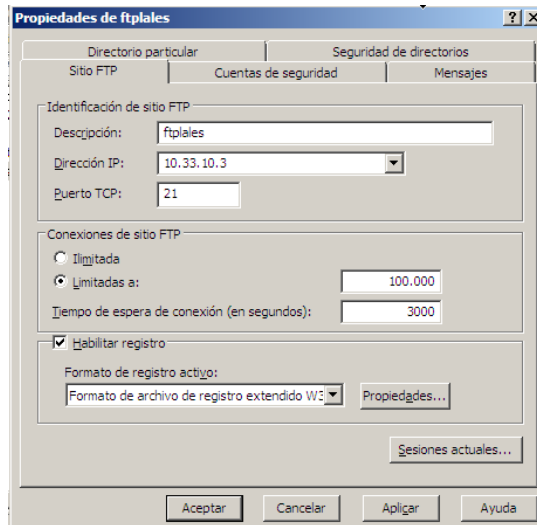 Propiedades de ftplales
Directorio particular Seguridad de directorios
Sitio FTP Cuentas de seguridad Mensajes
Identificación de sitio FTP
Descripción: ftplales
Dirección IP: 10.33.10.3
Puerto TCP: 21
Conexiones de sitio FTP
Ilimitada
Limitadas a: 100.000
Tiempo de espera de conexión (en segundos): 3000
Habilitar registro
Formato de registro activo:
Formato de archivo de registro extendido W3 Propiedades...
Sesiones actuales...
Aceptar Cancelar Aplicar Ayuda